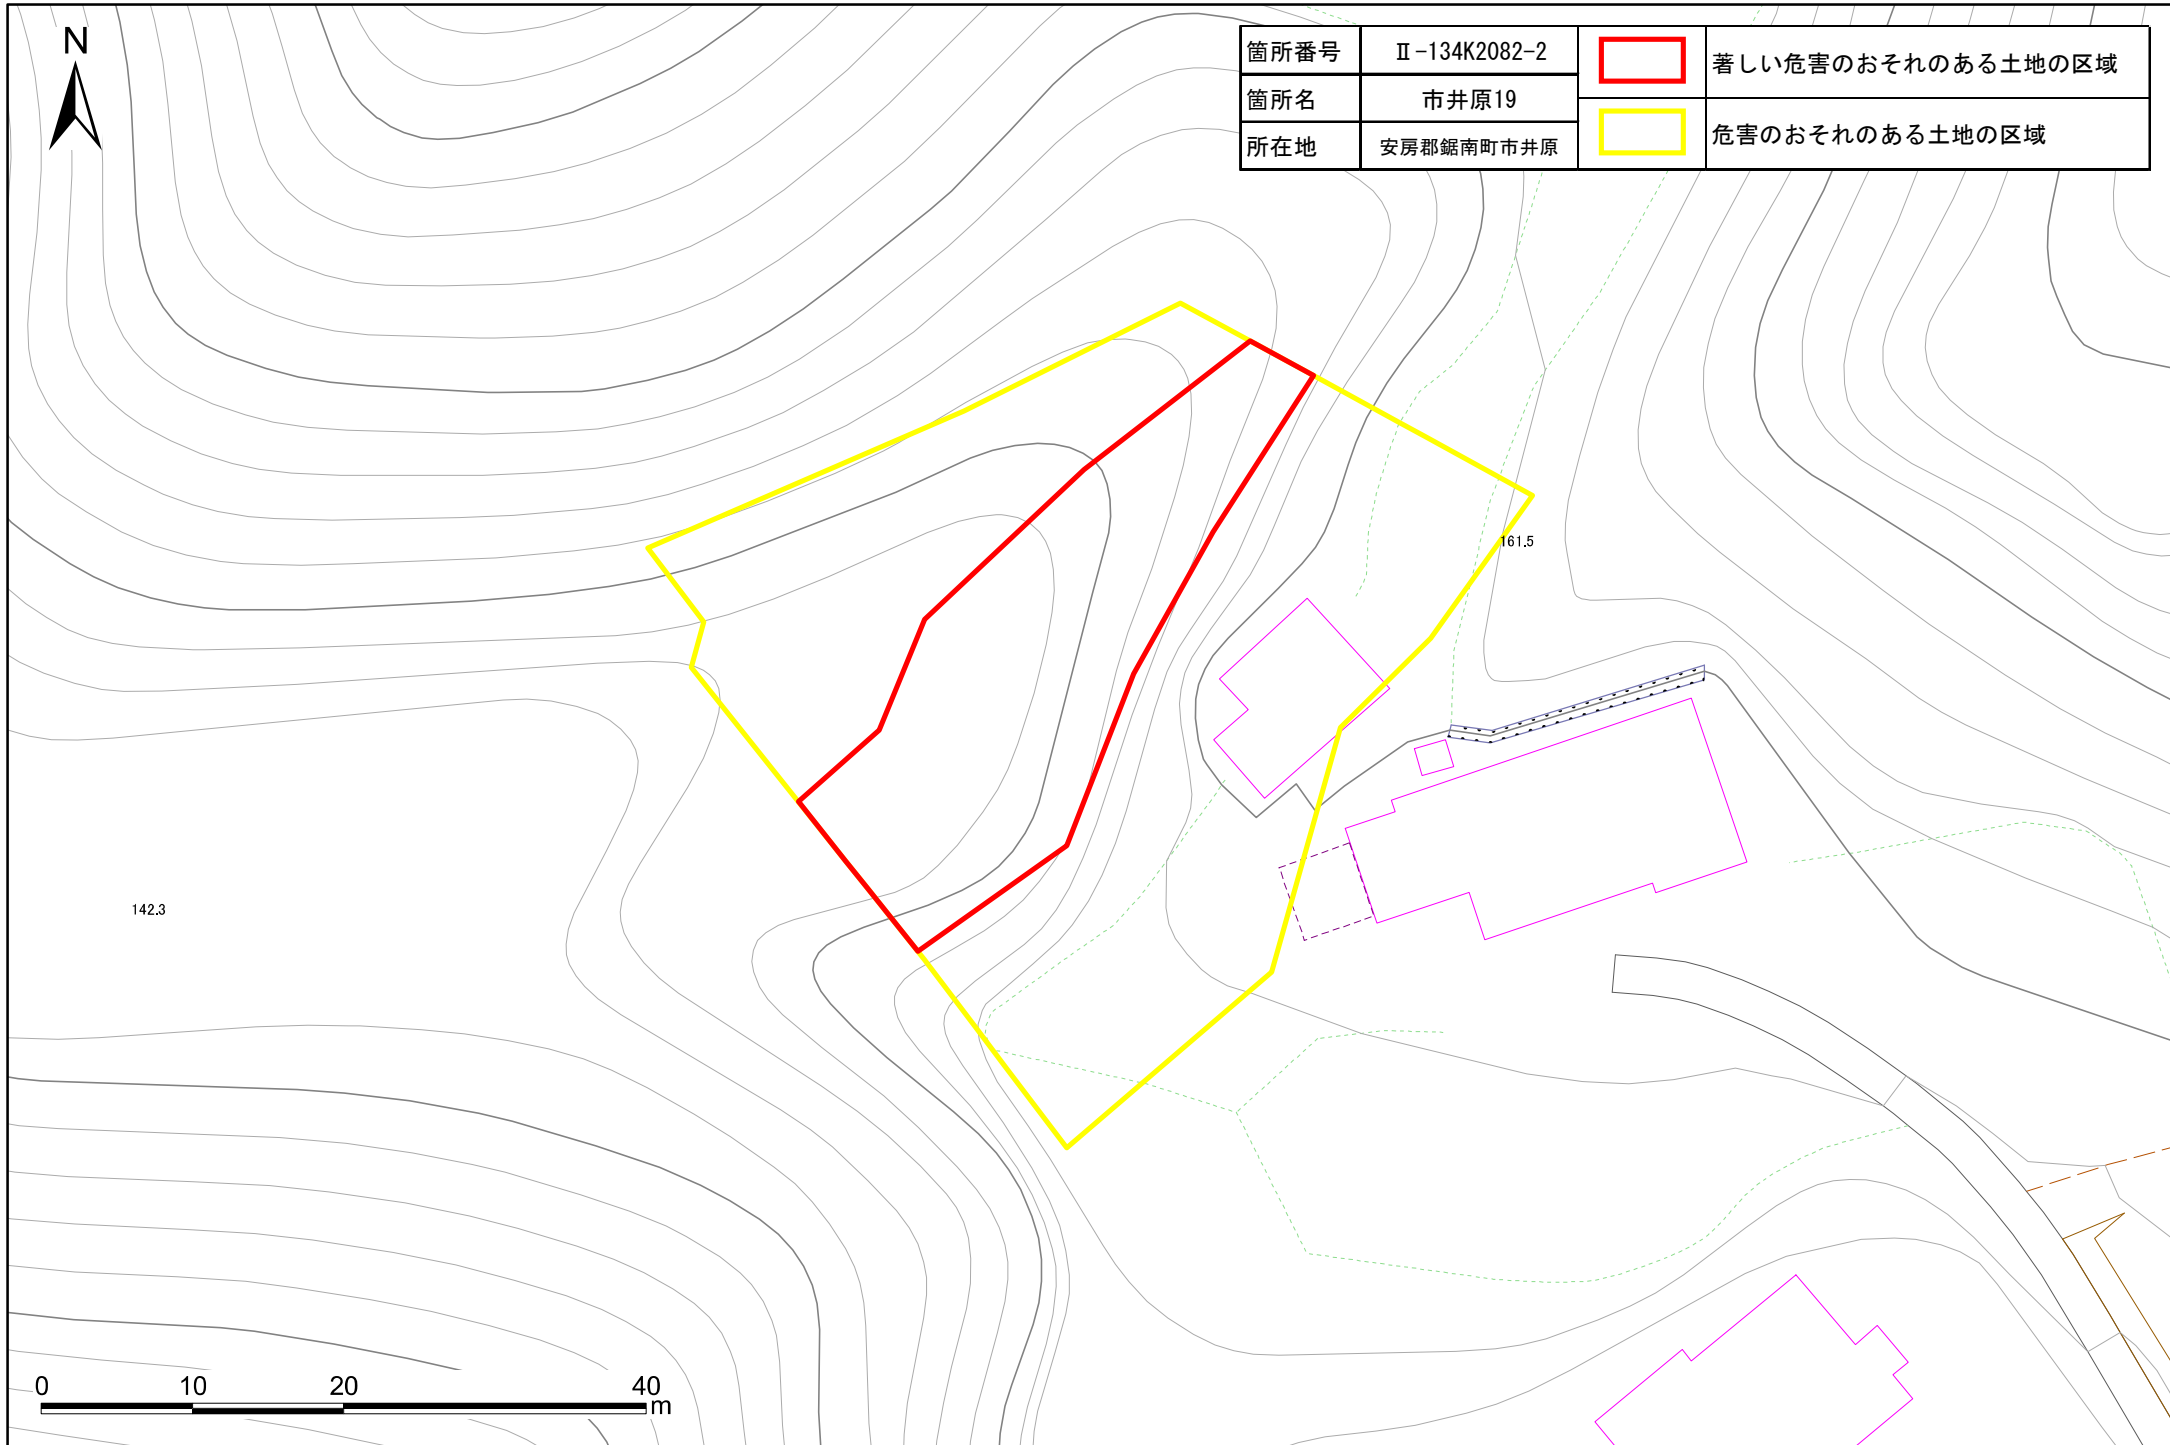 N
箇所番号 Ⅱ-134K2082-2 著しい危害のおそれのある土地の区域
箇所名 市井原19
所在地 安房郡鋸南町市井原 危害のおそれのある土地の区域
161.5
142.3
0 10 20 40
m